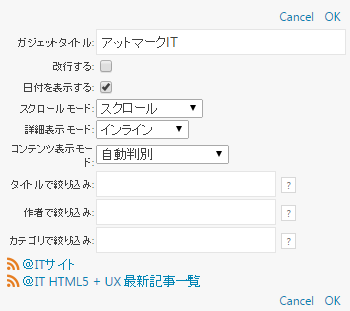 Cancel OK
ガジェットタイトル: アットマークIT
改行する:
日付を表示する:
スクロールモード: スクロール
詳細表示モード: インライン
コンテンツ表示モー
ド: 自動判別
タイトルで絞り込み: ?
作者で絞り込み: ?
カテゴリで絞り込み: ?
@ITサイト
@IT HTML5 + UX 最新記事一覧
Cancel OK